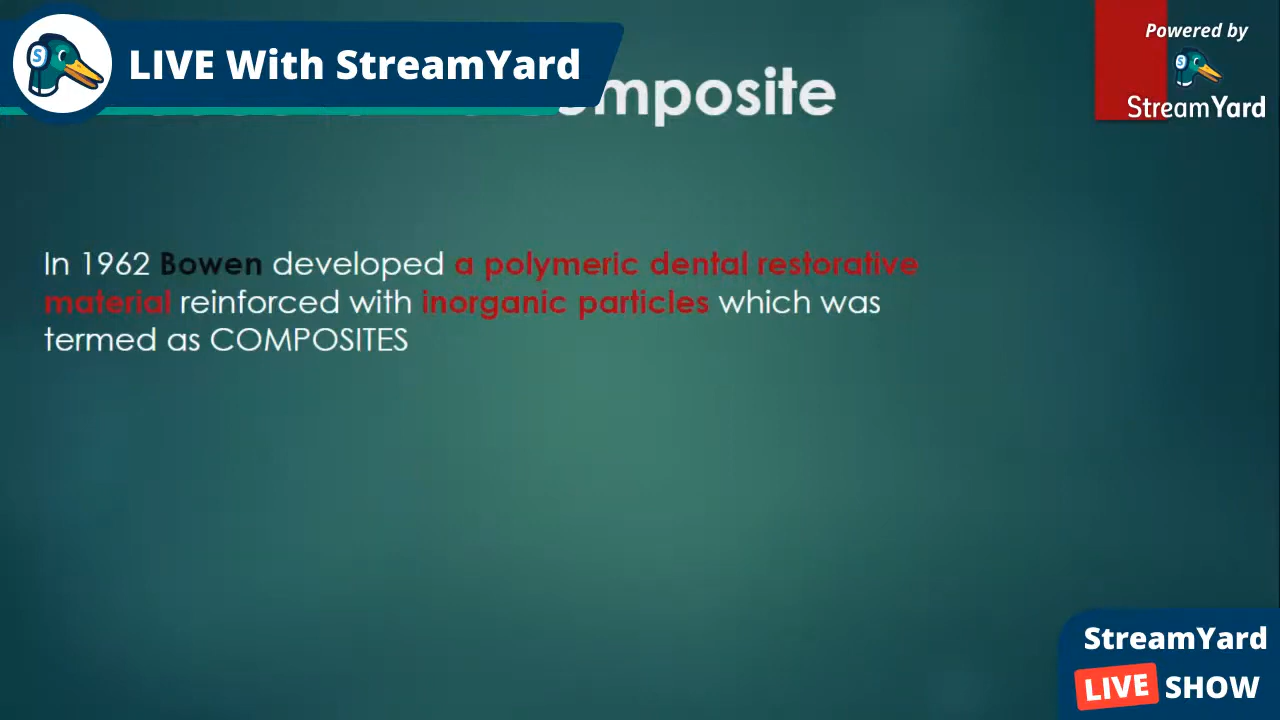 LIVE With StreamYard
Powered by
StreamYard
In 1962 Bowen developed a polymeric dental restorative
material reinforced with inorganic particles which was
termed as COMPOSITES
StreamYard
LIVE SHOW